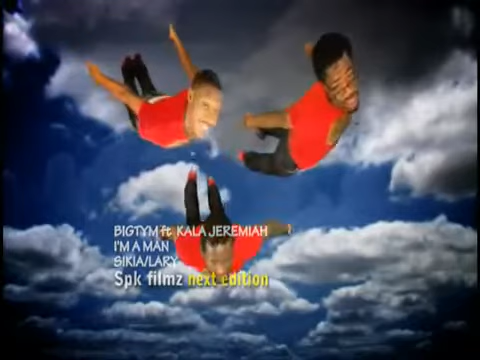 BIGTYM ft KALA JEREMIAH
I'M A MAN
SIKIA/LARY
Spk filmz next edition